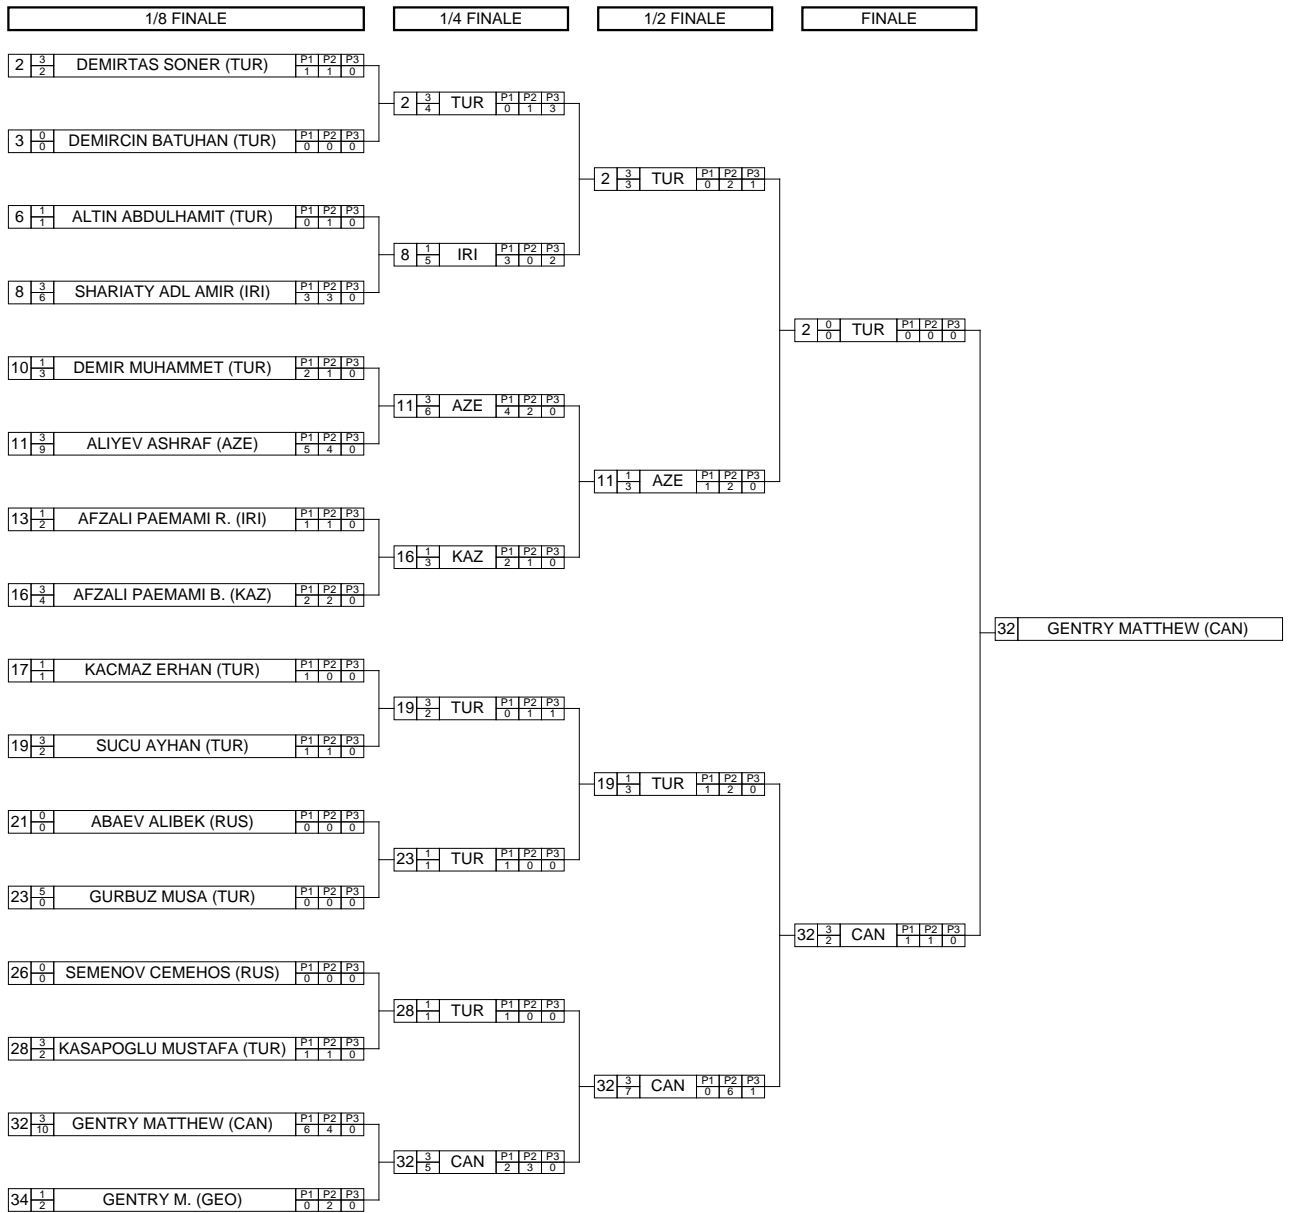 1/8 FINALE 1/4 FINALE 1/2 FINALE FINALE
2 3 2 DEMIRTAS SONER (TUR) P1 P2 P3 1 1 0
2 3 4 TUR P1 P2 P3 0 1 3
3 0 0 DEMIRCIN BATUHAN (TUR) P1 P2 P3 0 0 0
2 3 3 TUR P1 P2 P3 0 2 1
6 1 1 ALTIN ABDULHAMIT (TUR) P1 P2 P3 0 1 0
8 1 5 IRI P1 P2 P3 3 0 2
8 3 6 SHARIATY ADL AMIR (IRI) P1 P2 P3 3 3 0
2 0 0 TUR P1 P2 P3 0 0 0
10 1 3 DEMIR MUHAMMET (TUR) P1 P2 P3 2 1 0
11 3 6 AZE P1 P2 P3 4 2 0
11 3 9 ALIYEV ASHRAF (AZE) P1 P2 P3 5 4 0
11 1 3 AZE P1 P2 P3 1 2 0
13 1 2 AFZALI PAEMAMI R. (IRI) P1 P2 P3 1 1 0
16 1 3 KAZ P1 P2 P3 2 1 0
16 3 4 AFZALI PAEMAMI B. (KAZ) P1 P2 P3 2 2 0
32 GENTRY MATTHEW (CAN)
17 1 1 KACMAZ ERHAN (TUR) P1 P2 P3 1 0 0
19 3 2 TUR P1 P2 P3 0 1 1
19 3 2 SUCU AYHAN (TUR) P1 P2 P3 1 1 0
19 1 3 TUR P1 P2 P3 1 2 0
21 0 0 ABAEV ALIBEK (RUS) P1 P2 P3 0 0 0
23 1 1 TUR P1 P2 P3 1 0 0
23 5 0 GURBUZ MUSA (TUR) P1 P2 P3 0 0 0
32 3 2 CAN P1 P2 P3 1 1 0
26 0 0 SEMENOV CEMEHOS (RUS) P1 P2 P3 0 0 0
28 1 1 TUR P1 P2 P3 1 0 0
28 3 2 KASAPOGLU MUSTAFA (TUR) P1 P2 P3 1 1 0
32 3 7 CAN P1 P2 P3 0 6 1
32 3 10 GENTRY MATTHEW (CAN) P1 P2 P3 6 4 0
32 3 5 CAN P1 P2 P3 2 3 0
34 1 2 GENTRY M. (GEO) P1 P2 P3 0 2 0